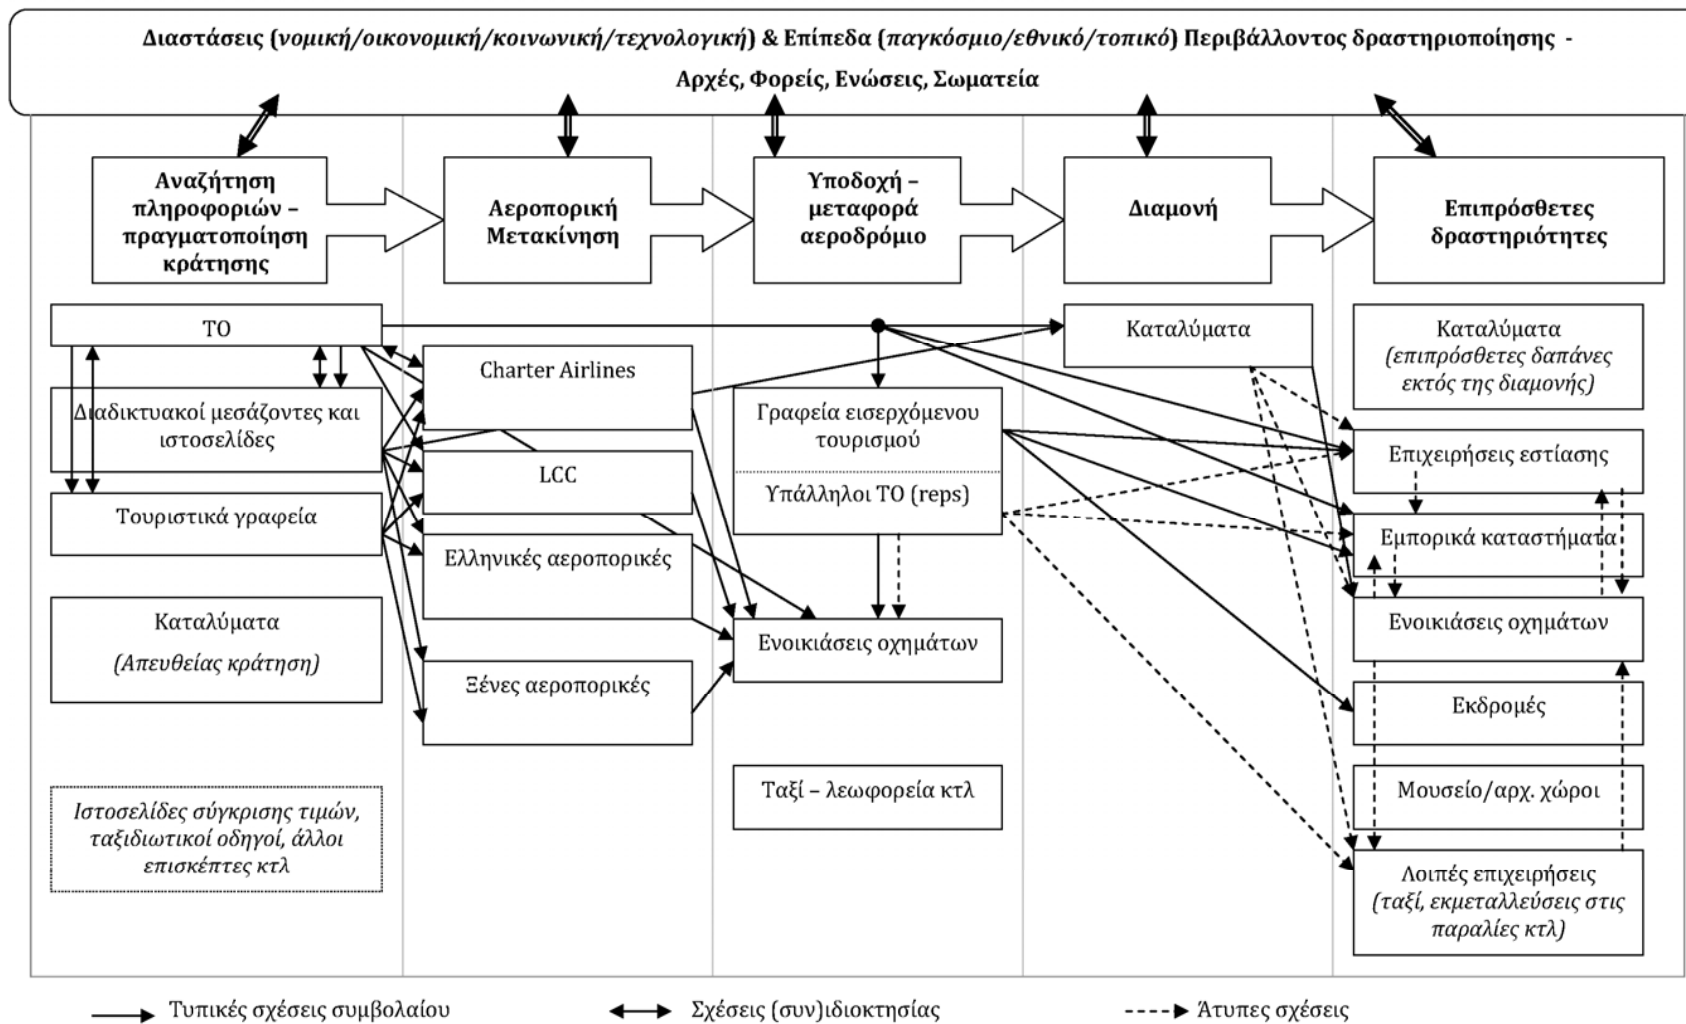 Διαστάσεις (νομική/οικονομική/κοινωνική/τεχνολογική) & Επίπεδα (παγκόσμιο/εθνικό/τοπικό) Περιβάλλοντος δραστηριοποίησης -
Αρχές, Φορείς, Ενώσεις, Σωματεία
Αναζήτηση
πληροφοριών –
πραγματοποίηση
κράτησης
Αεροπορική
Μετακίνηση
Υποδοχή –
μεταφορά
αεροδρόμιο
Διαμονή
Επιπρόσθετες
δραστηριότητες
ΤΟ
Διαδικτυακοί μεσάζοντες και
ιστοσελίδες
Τουριστικά γραφεία
Καταλύματα
(Απευθείας κράτηση)
Ιστοσελίδες σύγκρισης τιμών,
ταξιδιωτικοί οδηγοί, άλλοι
επισκέπτες κτλ
Charter Airlines
LCC
Ελληνικές αεροπορικές
Ξένες αεροπορικές
Γραφεία εισερχόμενου
τουρισμού
Υπάλληλοι ΤΟ (reps)
Ενοικιάσεις οχημάτων
Ταξί – λεωφορεία κτλ
Καταλύματα
Καταλύματα
(επιπρόσθετες δαπάνες
εκτός της διαμονής)
Επιχειρήσεις εστίασης
Εμπορικά καταστήματα
Ενοικιάσεις οχημάτων
Εκδρομές
Μουσείο/αρχ. χώροι
Λοιπές επιχειρήσεις
(ταξί, εκμεταλλεύσεις στις
παραλίες κτλ)
Τυπικές σχέσεις συμβολαίου
Σχέσεις (συν)ιδιοκτησίας
Άτυπες σχέσεις